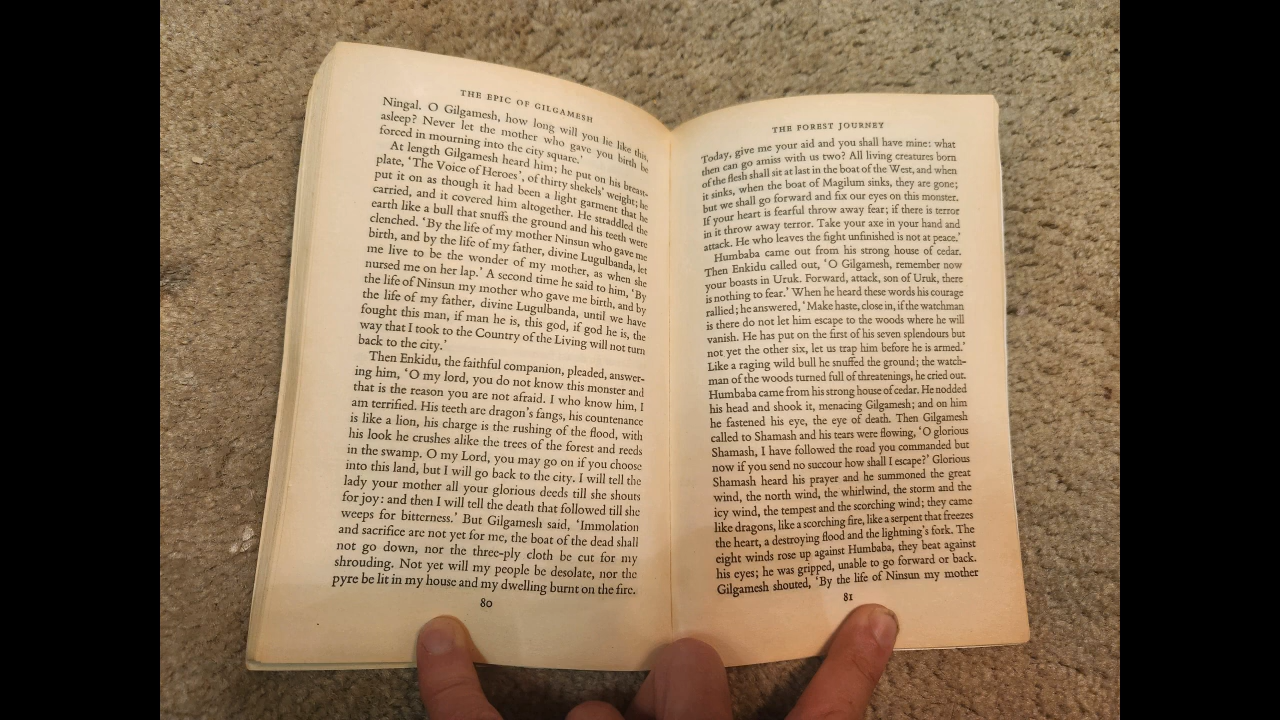 THE EPIC OF GILGAMESH
Ningal. O Gilgamesh, how long will you lie like this,
asleep? Never let the mother who gave you birth be
forced in mourning into the city square.’
At length Gilgamesh heard him; he put on his breast-
plate, ‘The Voice of Heroes’, of thirty shekels’ weight; he
put it on as though it had been a light garment that he
carried, and it covered him altogether. He straddled the
earth like a bull that snuffs the ground and his teeth were
clenched. ‘By the life of my mother Ninsun who gave me
birth, and by the life of my father, divine Lugulbanda, let
me live to be the wonder of my mother, as when she
nursed me on her lap.’ A second time he said to him, ‘By
the life of Ninsun my mother who gave me birth, and by
the life of my father, divine Lugulbanda, until we have
fought this man, if man he is, this god, if god he is, the
way that I took to the Country of the Living will not turn
back to the city.’
Then Enkidu, the faithful companion, pleaded, answer-
ing him, ‘O my lord, you do not know this monster and
that is the reason you are not afraid. I who know him, I
am terrified. His teeth are dragon’s fangs, his countenance
is like a lion, his charge is the rushing of the flood, with
his look he crushes alike the trees of the forest and reeds
in the swamp. O my Lord, you may go on if you choose
into this land, but I will go back to the city. I will tell the
lady your mother all your glorious deeds till she shouts
for joy: and then I will tell the death that followed till she
weeps for bitterness.’ But Gilgamesh said, ‘Immolation
and sacrifice are not yet for me, the boat of the dead shall
not go down, nor the three-ply cloth be cut for my
shrouding. Not yet will my people be desolate, nor the
pyre be lit in my house and my dwelling burnt on the fire.
80
THE FOREST JOURNEY
Today, give me your aid and you shall have mine: what
then can go amiss with us two? All living creatures born
of the flesh shall sit at last in the boat of the West, and when
it sinks, when the boat of Magilum sinks, they are gone;
but we shall go forward and fix our eyes on this monster.
If your heart is fearful throw away fear; if there is terror
in it throw away terror. Take your axe in your hand and
attack. He who leaves the fight unfinished is not at peace.’
Humbaba came out from his strong house of cedar.
Then Enkidu called out, ‘O Gilgamesh, remember now
your boasts in Uruk. Forward, attack, son of Uruk, there
is nothing to fear.’ When he heard these words his courage
rallied; he answered, ‘Make haste, close in, if the watchman
is there do not let him escape to the woods where he will
vanish. He has put on the first of his seven splendours but
not yet the other six, let us trap him before he is armed.’
Like a raging wild bull he snuffed the ground; the watch-
man of the woods turned full of threatenings, he cried out.
Humbaba came from his strong house of cedar. He nodded
his head and shook it, menacing Gilgamesh; and on him
he fastened his eye, the eye of death. Then Gilgamesh
called to Shamash and his tears were flowing, ‘O glorious
Shamash, I have followed the road you commanded but
now if you send no succour how shall I escape?’ Glorious
Shamash heard his prayer and he summoned the great
wind, the north wind, the whirlwind, the storm and the
icy wind, the tempest and the scorching wind; they came
like dragons, like a scorching fire, like a serpent that freezes
the heart, a destroying flood and the lightning’s fork. The
eight winds rose up against Humbaba, they beat against
his eyes; he was gripped, unable to go forward or back.
Gilgamesh shouted, ‘By the life of Ninsun my mother
81